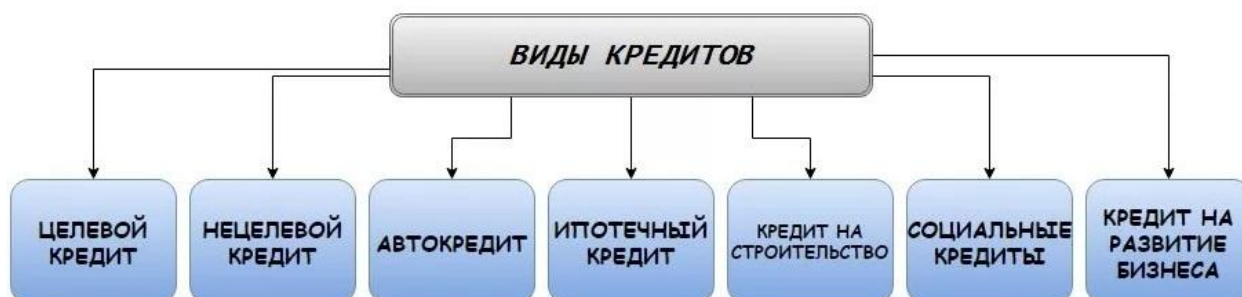 ВИДЫ КРЕДИТОВ
ЦЕЛЕВОЙ
КРЕДИТ
НЕЦЕЛЕВОЙ
КРЕДИТ
АВТОКРЕДИТ
ИПОТЕЧНЫЙ
КРЕДИТ
КРЕДИТ НА
СТРОИТЕЛЬСТВО
СОЦИАЛЬНЫЕ
КРЕДИТЫ
КРЕДИТ НА
РАЗВИТИЕ
БИЗНЕСА